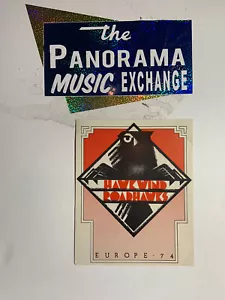 the
PANORAMA
MUSIC EXCHANGE
HAWKWIND
ROADHAWKS
EUROPE-74